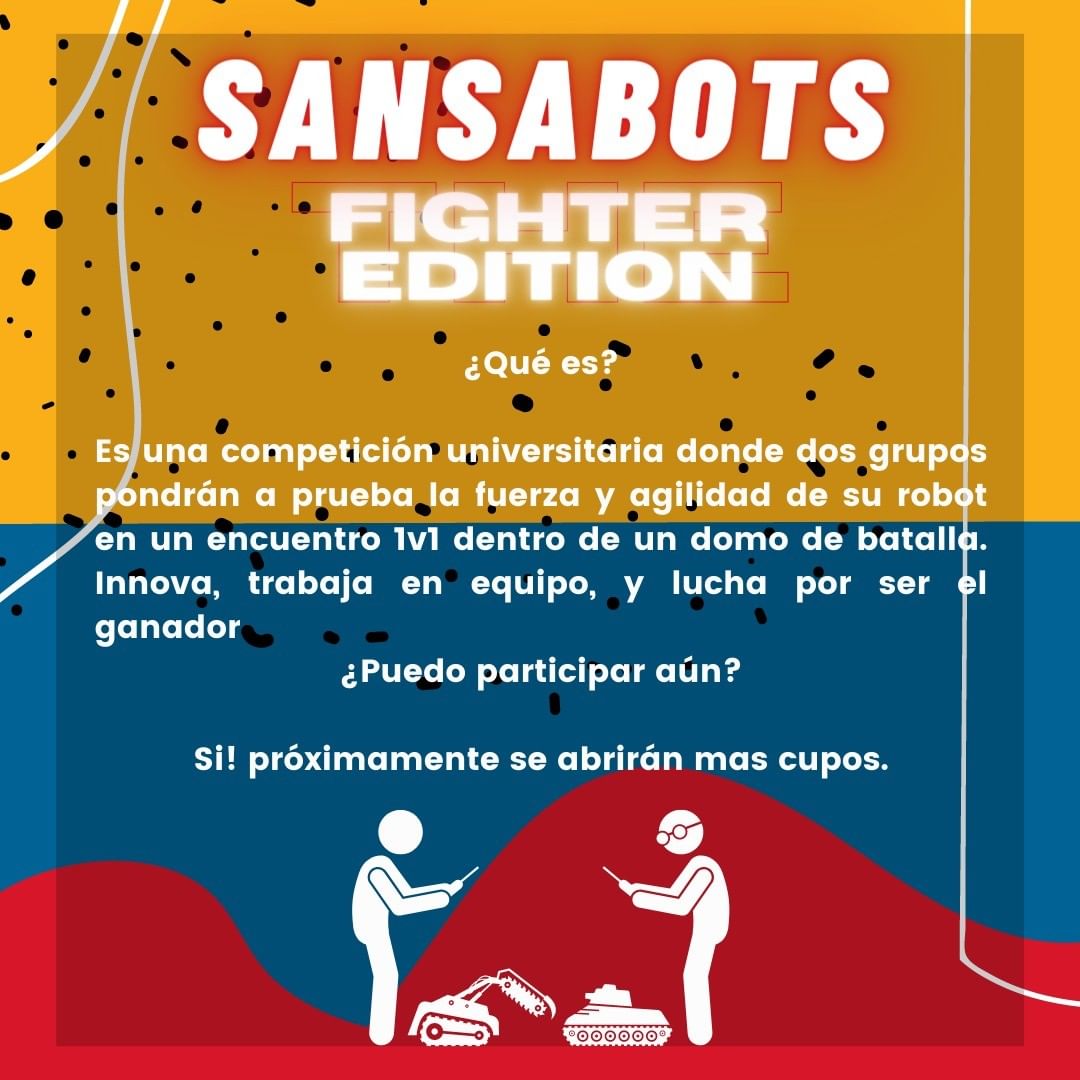 SANSABOTS
FIGHTER
EDITION
¿Qué es?
Es una competición universitaria donde dos grupos
pondrán a prueba la fuerza y agilidad de su robot
en un encuentro 1v1 dentro de un domo de batalla.
Innova, trabaja en equipo, y lucha por ser el
ganador
¿Puedo participar aún?
Si! próximamente se abrirán mas cupos.